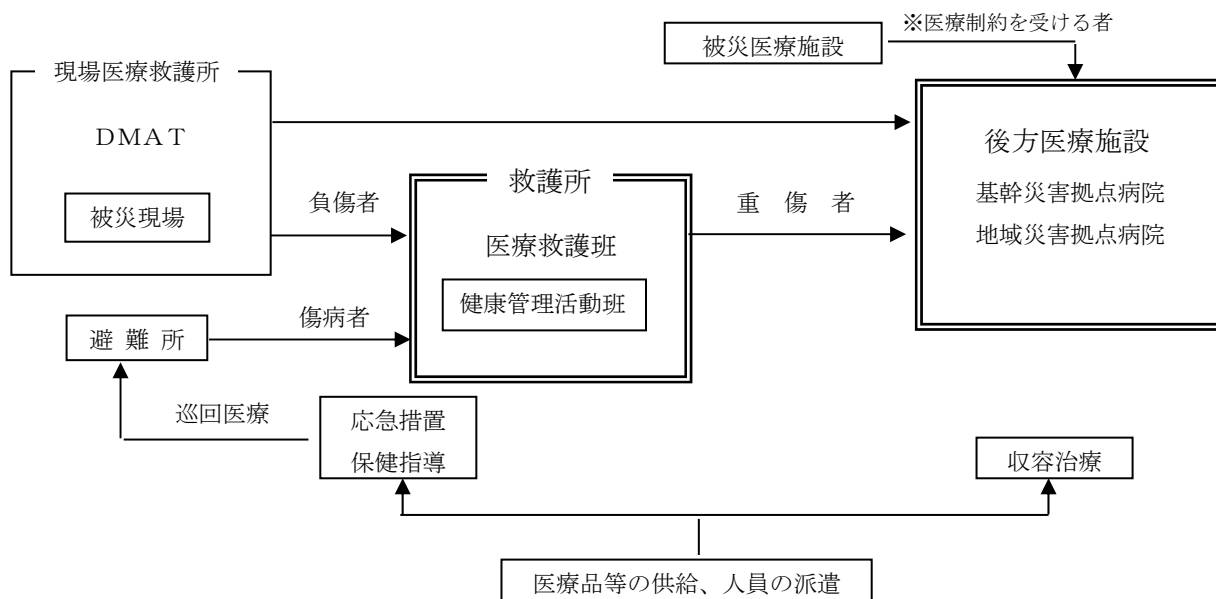 ※医療制約を受ける者
被災医療施設
現場医療救護所
DMAT
被災現場
後方医療施設
基幹災害拠点病院
地域災害拠点病院
負傷者
救護所
医療救護班
健康管理活動班
重 傷 者
傷病者
避 難 所
巡回医療
応急措置
保健指導
収容治療
医療品等の供給、人員の派遣